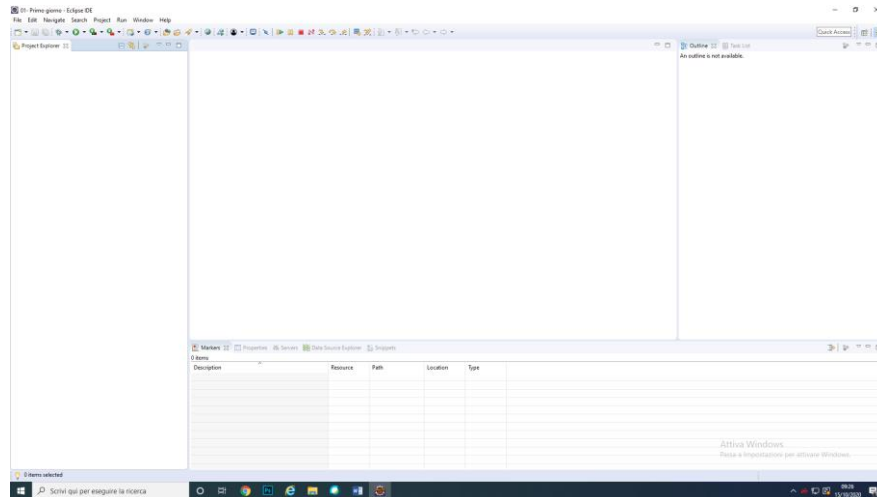 01- Primo giorno - Eclipse IDE
File Edit Navigate Search Project Run Window Help
Quick Access
Project Explorer
Outline Task List
An outline is not available.
Markers Properties Servers Data Source Explorer Snippets
0 items
Description Resource Path Location Type
Attiva Windows
Passa a Impostazioni per attivare Windows.
0 items selected
Scrivi qui per eseguire la ricerca
09:26
15/10/2020